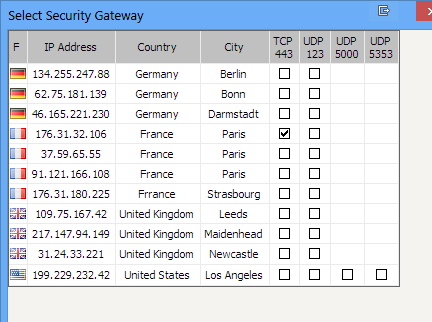 Select Security Gateway
F IP Address Country City TCP 443 UDP 123 UDP 5000 UDP 5353
134.255.247.88 Germany Berlin
62.75.181.139 Germany Bonn
46.165.221.230 Germany Darmstadt
176.31.32.106 France Paris
37.59.65.55 France Paris
91.121.166.108 France Paris
176.31.180.225 Frrance Strasbourg
109.75.167.42 United Kingdom Leeds
217.147.94.149 United Kingdom Maidenhead
31.24.33.221 United Kingdom Newcastle
199.229.232.42 United States Los Angeles